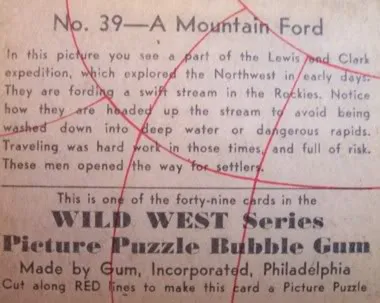 No. 39—A Mountain Ford
In this picture you see a part of the Lewis and Clark
expedition, which explored the Northwest in early days.
They are fording a swift stream in the Rockies. Notice
how they are headed up the stream to avoid being
washed down into deep water or dangerous rapids.
Traveling was hard work in those times, and full of risk.
These men opened the way for settlers.
This is one of the forty-nine cards in the
WILD WEST Series
Picture Puzzle Bubble Gum
Made by Gum, Incorporated, Philadelphia
Cut along RED lines to make this card a Picture Puzzle